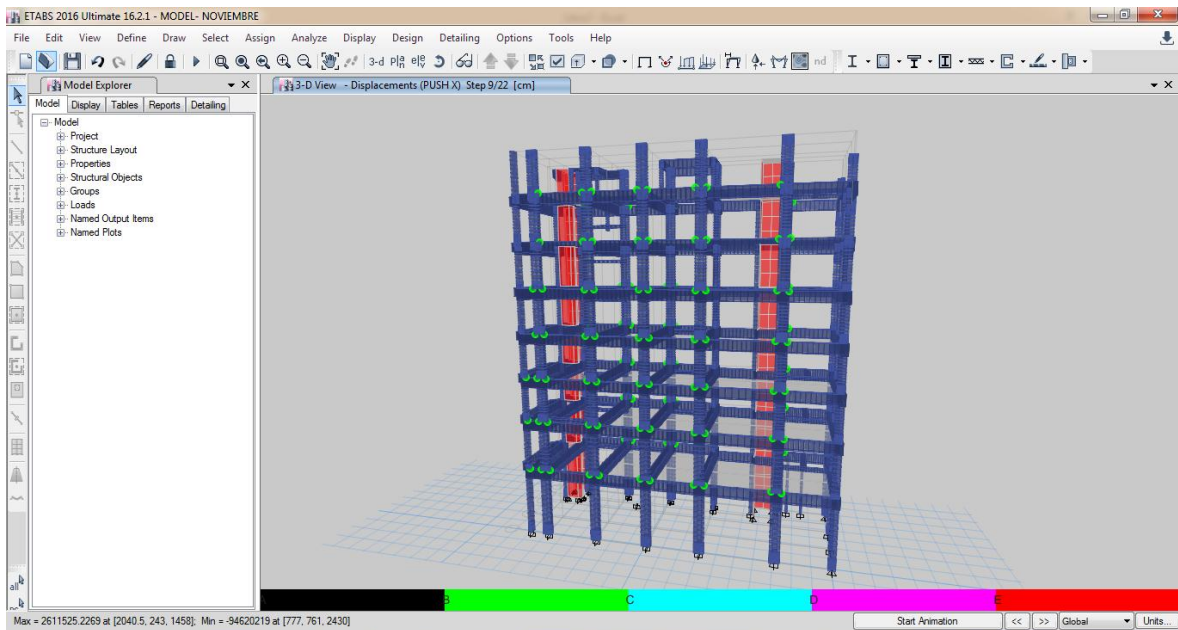 ETABS 2016 Ultimate 16.2.1 - MODEL- NOVIEMBRE
File Edit View Define Draw Select Assign Analyze Display Design Detailing Options Tools Help
3-d nd
Model Explorer
3-D View - Displacements (PUSH X) Step 9/22 [cm]
Model Display Tables Reports Detailing
Model
Project
Structure Layout
Properties
Structural Objects
Groups
Loads
Named Output Items
Named Plots
all
B C D E
Max = 2611525.2269 at [2040.5, 243, 1458]; Min = -94620219 at [777, 761, 2430]
Start Animation << >> Global Units...